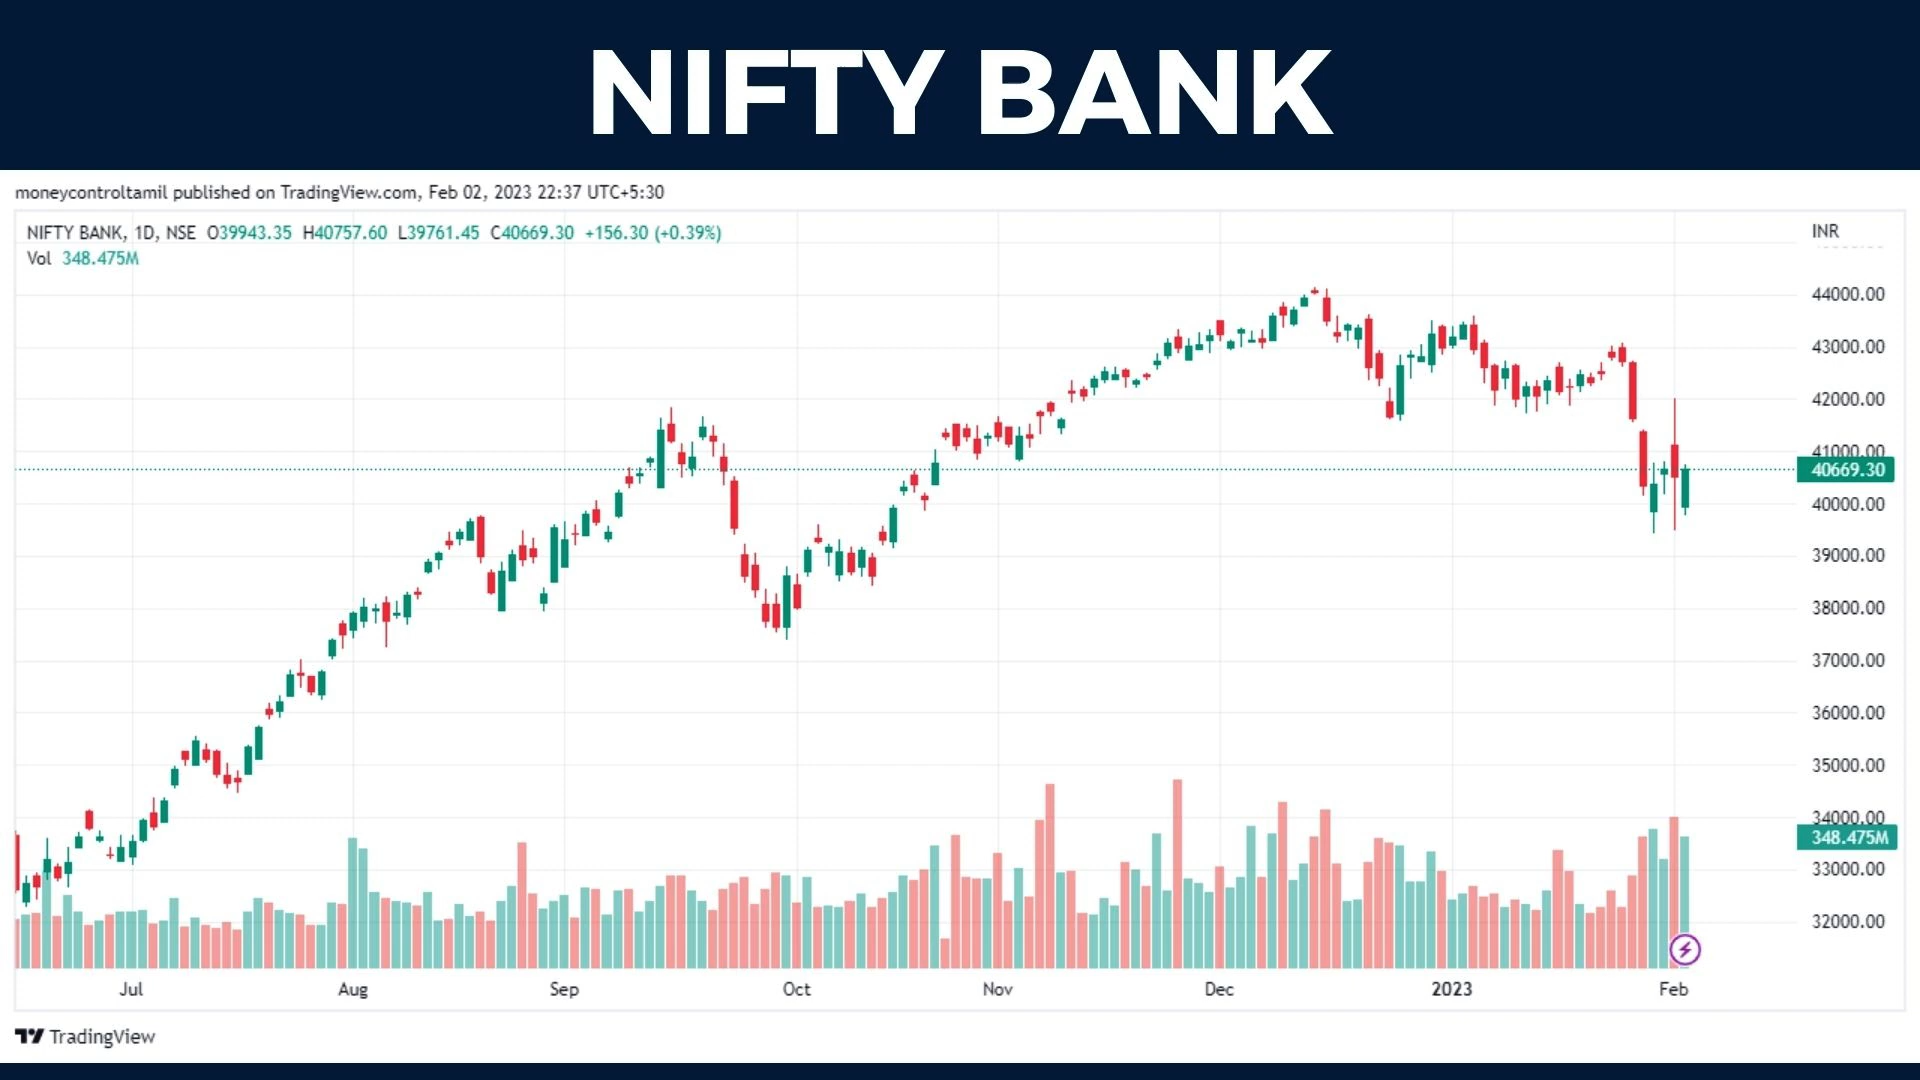 NIFTY BANK
moneycontroltamil published on TradingView.com, Feb 02, 2023 22:37 UTC+5:30
NIFTY BANK, 1D, NSE O39943.35 H40757.60 L39761.45 C40669.30 +156.30 (+0.39%)
Vol 348.475M
INR
44000.00
43000.00
42000.00
41000.00
40669.30
40000.00
39000.00
38000.00
37000.00
36000.00
35000.00
34000.00
348.475M
33000.00
32000.00
Jul Aug Sep Oct Nov Dec 2023 Feb
TradingView